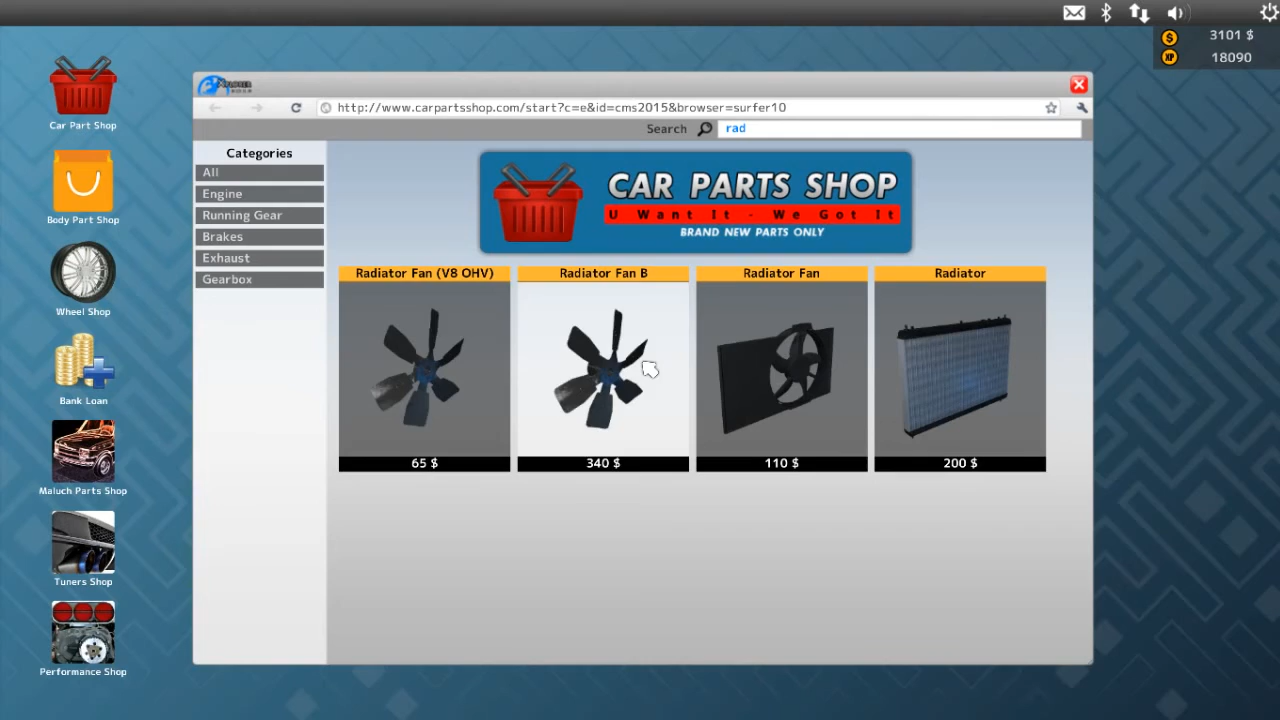 3101 $
18090
Car Part Shop
Body Part Shop
Wheel Shop
Bank Loan
Maluch Parts Shop
Tuners Shop
Performance Shop
http://www.carpartsshop.com/start?c=e&id=cms2015&browser=surfer10
Search rad
Categories
All
Engine
Running Gear
Brakes
Exhaust
Gearbox
CAR PARTS SHOP
U Want It - We Got It
BRAND NEW PARTS ONLY
Radiator Fan (V8 OHV)
65 $
Radiator Fan B
340 $
Radiator Fan
110 $
Radiator
200 $